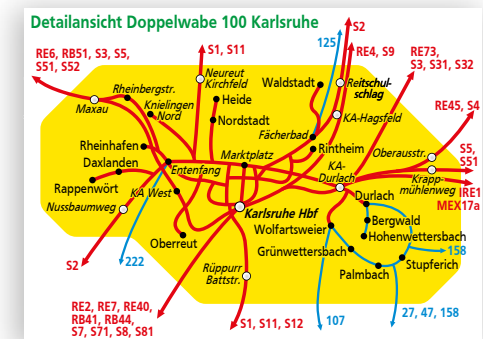 Detailansicht Doppelwabe 100 Karlsruhe
S2
125
RE6, RB51, S3, S5,
S51, S52
S1, S11
RE4, S9
RE73,
S3, S31, S32
Rheinbergstr.
Neureut
Kirchfeld
Waldstadt
Reitschul-
schlag
Maxau
Knielingen
Nord
Heide
RE45, S4
Nordstadt
KA-Hagsfeld
Fächerbad
Rheinhafen
Marktplatz
Rintheim
Oberausstr.
Daxlanden
Entenfang
KA-
Durlach
S5,
S51
Rappenwört
KA West
Krapp-
mühlenweg
IRE1
MEX17a
Nussbaumweg
Karlsruhe Hbf
Durlach
Bergwald
Wolfartsweier
Hohenwettersbach
Oberreut
Grünwettersbach
158
S2
222
Rüppurr
Battstr.
Palmbach
Stupferich
RE2, RE7, RE40,
RB41, RB44,
S7, S71, S8, S81
S1, S11, S12
107
27, 47, 158